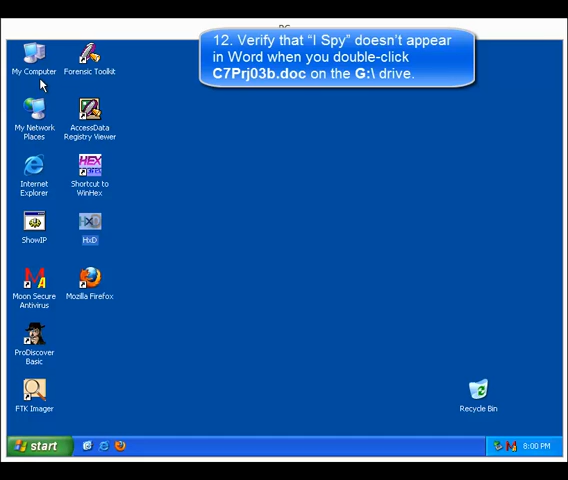 12. Verify that “I Spy” doesn’t appear
in Word when you double-click
C7Prj03b.doc on the G:\ drive.
My Computer
Forensic Toolkit
My Network
Places
AccessData
Registry Viewer
Internet
Explorer
Shortcut to
WinHex
HEX
ShowIP
HxD
Moon Secure
Antivirus
Mozilla Firefox
ProDiscover
Basic
FTK Imager
Recycle Bin
start
8:00 PM